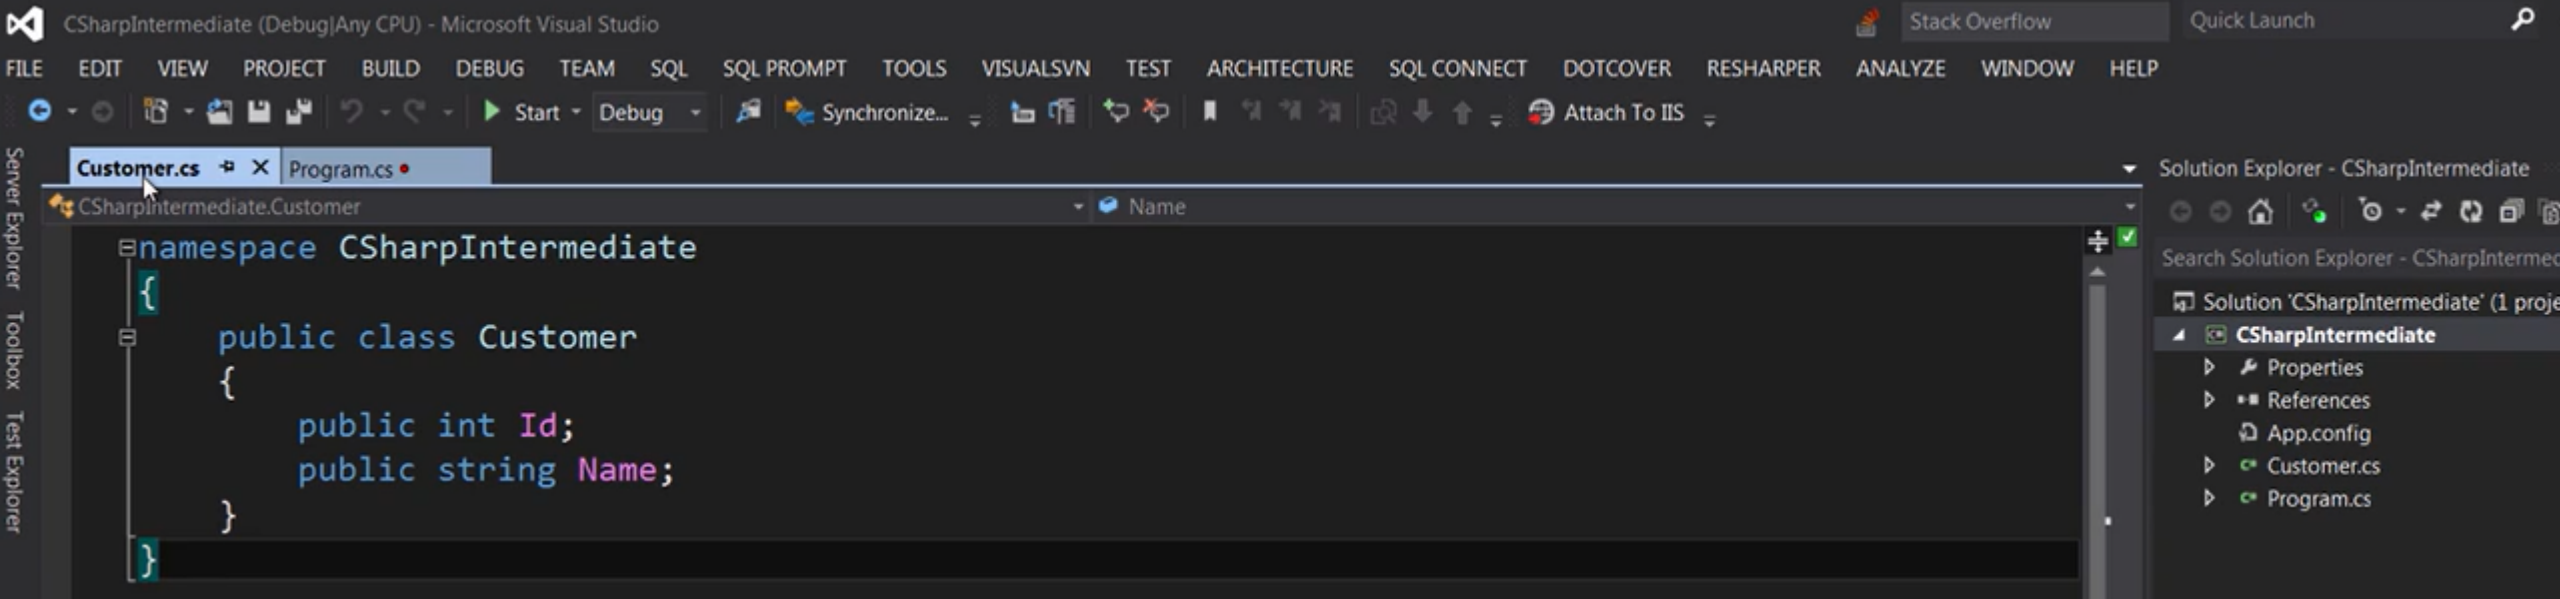 CSharpIntermediate (Debug|Any CPU) - Microsoft Visual Studio
Stack Overflow
Quick Launch
FILE EDIT VIEW PROJECT BUILD DEBUG TEAM SQL SQL PROMPT TOOLS VISUALSVN TEST ARCHITECTURE SQL CONNECT DOTCOVER RESHARPER ANALYZE WINDOW HELP
Start Debug Synchronize... Attach To IIS
Server Explorer
Toolbox
Test Explorer
Customer.cs
Program.cs
CSharpIntermediate.Customer
Name
namespace CSharpIntermediate
{
public class Customer
{
public int Id;
public string Name;
}
}
Solution Explorer - CSharpIntermediate
Search Solution Explorer - CSharpIntermed
Solution 'CSharpIntermediate' (1 proje
CSharpIntermediate
Properties
References
App.config
Customer.cs
Program.cs